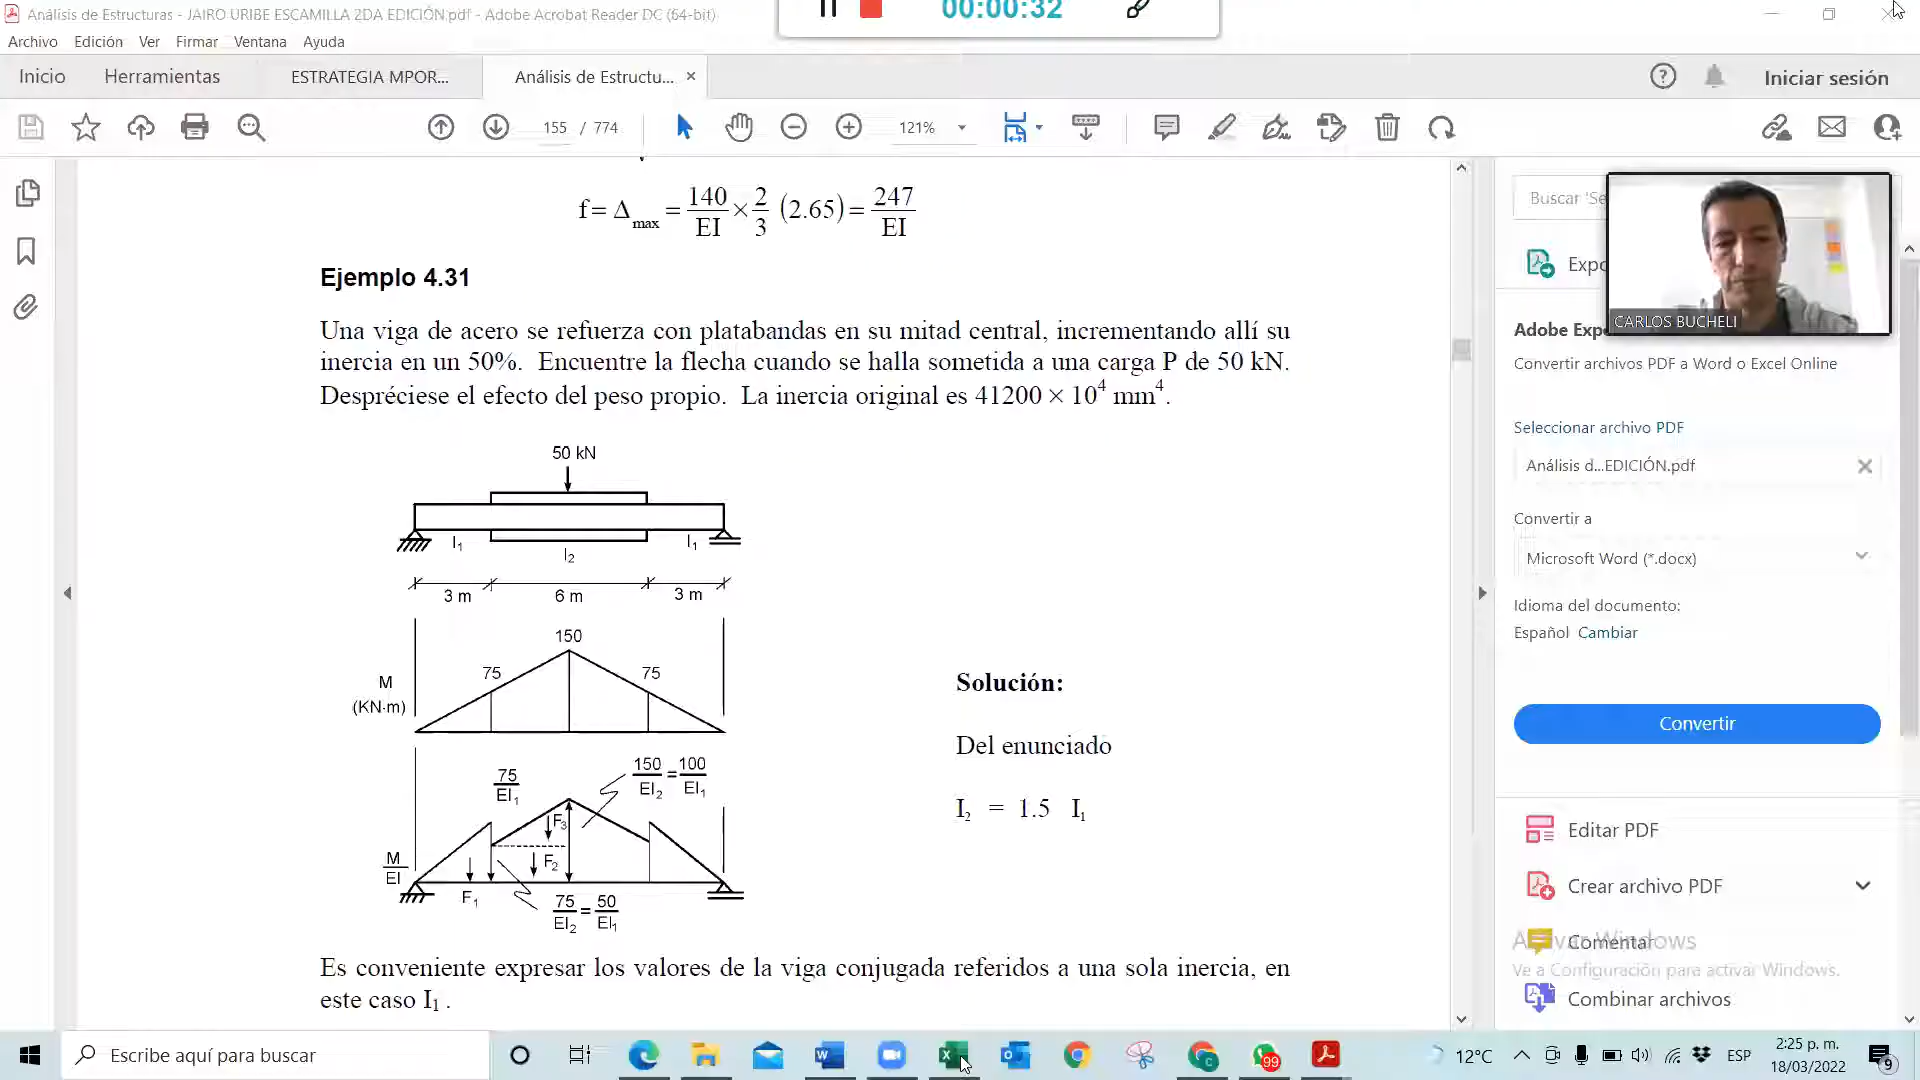 Análisis de Estructuras - JAIRO URIBE ESCAMILLA 2DA EDICIÓN.pdf - Adobe Acrobat Reader DC (64-bit)
00:00:32
Archivo Edición Ver Firmar Ventana Ayuda
Inicio Herramientas ESTRATEGIA MPOR... Análisis de Estructu... × Iniciar sesión
155 / 774 121%
f= Δmax = 140/EI × 2/3 (2.65) = 247/EI
Ejemplo 4.31
Una viga de acero se refuerza con platabandas en su mitad central, incrementando allí su
inercia en un 50%. Encuentre la flecha cuando se halla sometida a una carga P de 50 kN.
Despréciese el efecto del peso propio. La inercia original es 41200 × 10⁴ mm⁴.
50 kN
I₁ I₂ I₁
3 m 6 m 3 m
150
75 75
M
(KN·m)
75/EI₁
150/EI₂ = 100/EI₁
F₃
F₂
M/EI
F₁
75/EI₂ = 50/EI₁
Solución:
Del enunciado
I₂ = 1.5 I₁
Es conveniente expresar los valores de la viga conjugada referidos a una sola inercia, en
este caso I₁ .
Buscar 'Se
CARLOS BUCHELI
Expo
Adobe Exp
Convertir archivos PDF a Word o Excel Online
Seleccionar archivo PDF
Análisis d...EDICIÓN.pdf
Convertir a
Microsoft Word (*.docx)
Idioma del documento:
Español Cambiar
Convertir
Editar PDF
Crear archivo PDF
Comentar
Activar Windows
Ve a Configuración para activar Windows.
Combinar archivos
Escribe aquí para buscar
99
12°C
ESP
2:25 p. m.
18/03/2022
9